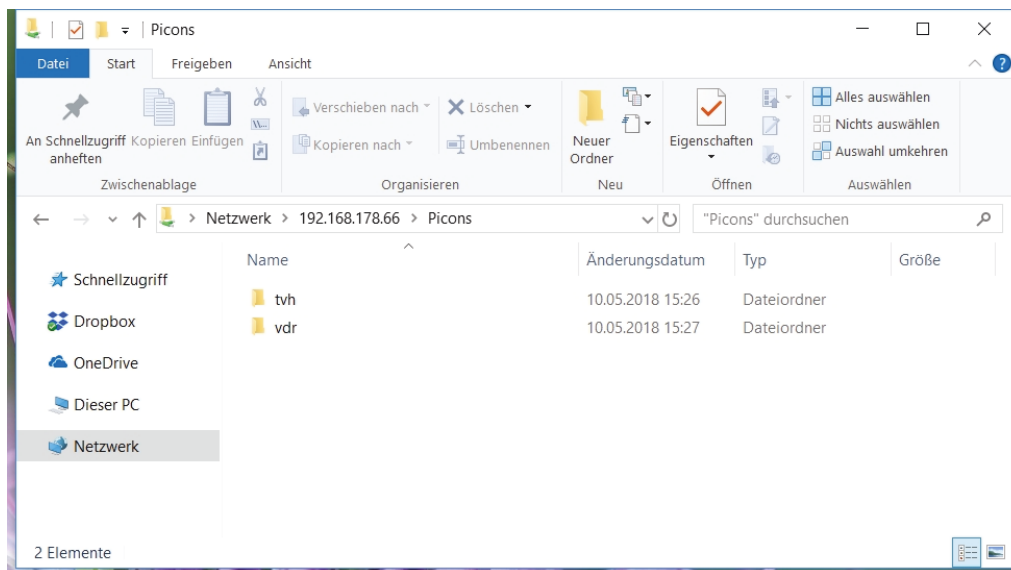 Picons
Datei Start Freigeben Ansicht
An Schnellzugriff anheften
Kopieren Einfügen
Verschieben nach
Kopieren nach
Löschen
Umbenennen
Neuer Ordner
Eigenschaften
Alles auswählen
Nichts auswählen
Auswahl umkehren
Zwischenablage Organisieren Neu Öffnen Auswählen
Netzwerk > 192.168.178.66 > Picons "Picons" durchsuchen
Name Änderungsdatum Typ Größe
Schnellzugriff
Dropbox
OneDrive
Dieser PC
Netzwerk
tvh 10.05.2018 15:26 Dateiordner
vdr 10.05.2018 15:27 Dateiordner
2 Elemente